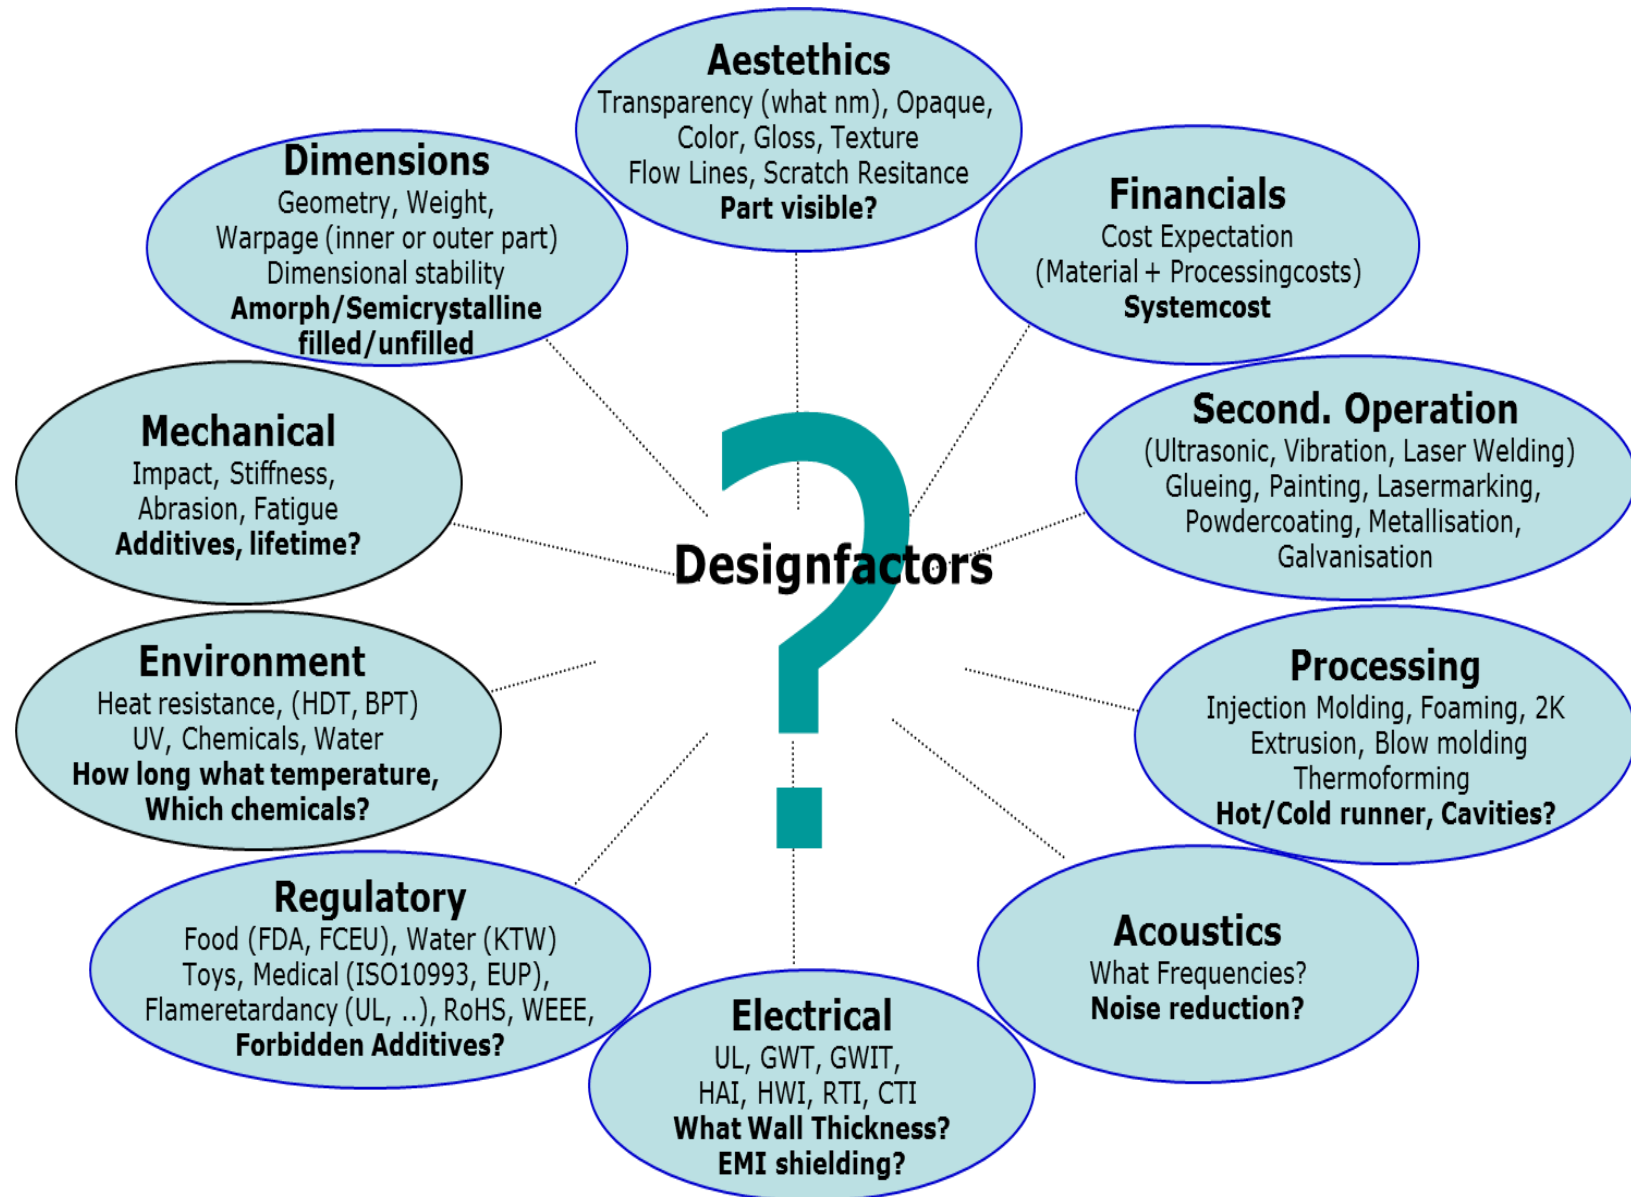 Aestethics
Transparency (what nm), Opaque,
Color, Gloss, Texture
Flow Lines, Scratch Resitance
Part visible?
Dimensions
Geometry, Weight,
Warpage (inner or outer part)
Dimensional stability
Amorph/Semicrystalline
filled/unfilled
Financials
Cost Expectation
(Material + Processingcosts)
Systemcost
Mechanical
Impact, Stiffness,
Abrasion, Fatigue
Additives, lifetime?
Second. Operation
(Ultrasonic, Vibration, Laser Welding)
Glueing, Painting, Lasermarking,
Powdercoating, Metallisation,
Galvanisation
?
Designfactors
Environment
Heat resistance, (HDT, BPT)
UV, Chemicals, Water
How long what temperature,
Which chemicals?
Processing
Injection Molding, Foaming, 2K
Extrusion, Blow molding
Thermoforming
Hot/Cold runner, Cavities?
Regulatory
Food (FDA, FCEU), Water (KTW)
Toys, Medical (ISO10993, EUP),
Flameretardancy (UL, ..), RoHS, WEEE,
Forbidden Additives?
Acoustics
What Frequencies?
Noise reduction?
Electrical
UL, GWT, GWIT,
HAI, HWI, RTI, CTI
What Wall Thickness?
EMI shielding?